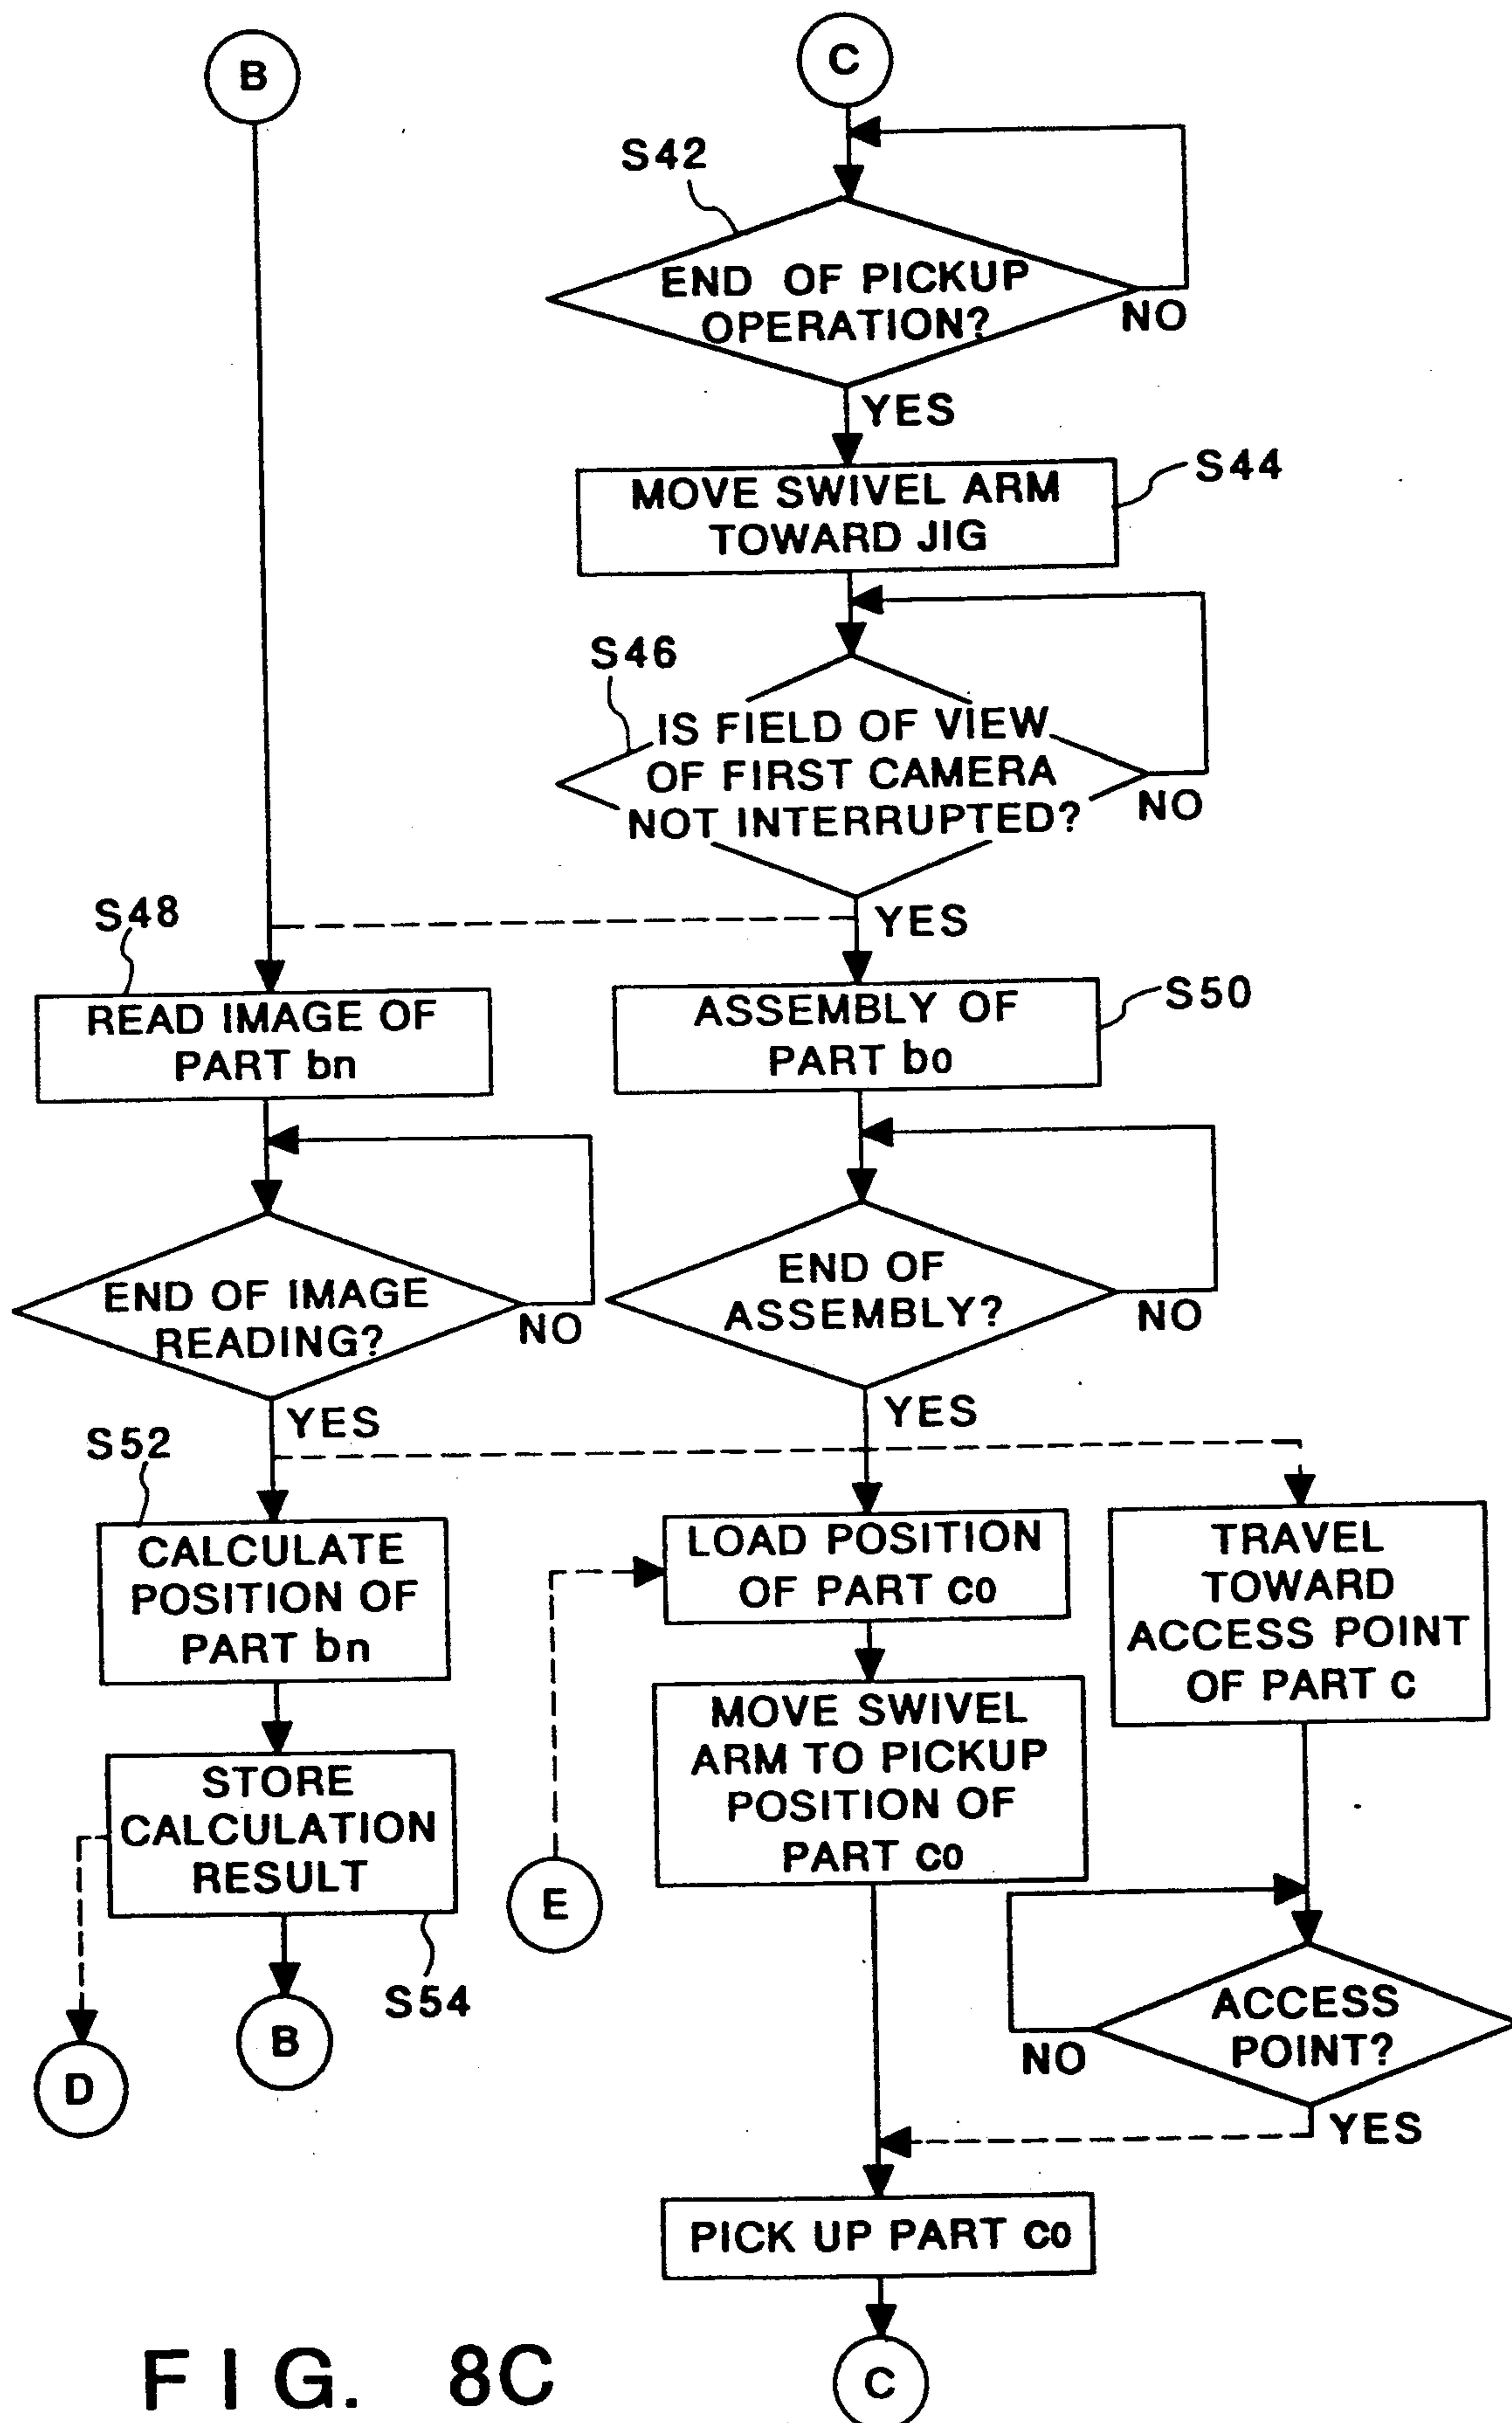 B
C
S42
END OF PICKUP
OPERATION?
NO
YES
MOVE SWIVEL ARM
TOWARD JIG
S44
S46
IS FIELD OF VIEW
OF FIRST CAMERA
NOT INTERRUPTED?
NO
YES
S48
READ IMAGE OF
PART bn
ASSEMBLY OF
PART bo
S50
END OF IMAGE
READING?
NO
YES
END OF
ASSEMBLY?
NO
YES
S52
CALCULATE
POSITION OF
PART bn
LOAD POSITION
OF PART co
TRAVEL
TOWARD
ACCESS POINT
OF PART c
STORE
CALCULATION
RESULT
S54
MOVE SWIVEL
ARM TO PICKUP
POSITION OF
PART co
E
D
B
ACCESS
POINT?
NO
YES
PICK UP PART co
C
FIG. 8C